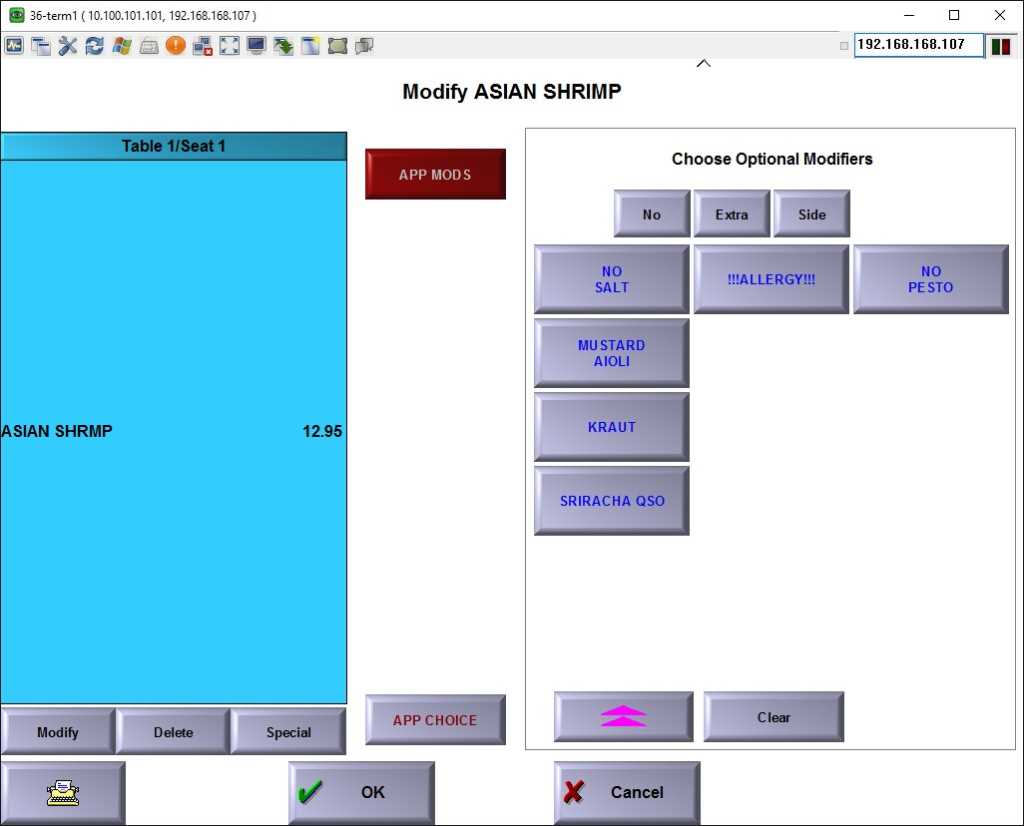 36-term1 ( 10.100.101.101, 192.168.168.107 )
192.168.168.107
Modify ASIAN SHRIMP
Table 1/Seat 1
ASIAN SHRMP 12.95
APP MODS
Choose Optional Modifiers
No Extra Side
NO
SALT
!!!ALLERGY!!!
NO
PESTO
MUSTARD
AIOLI
KRAUT
SRIRACHA QSO
APP CHOICE
Clear
Modify Delete Special
OK Cancel